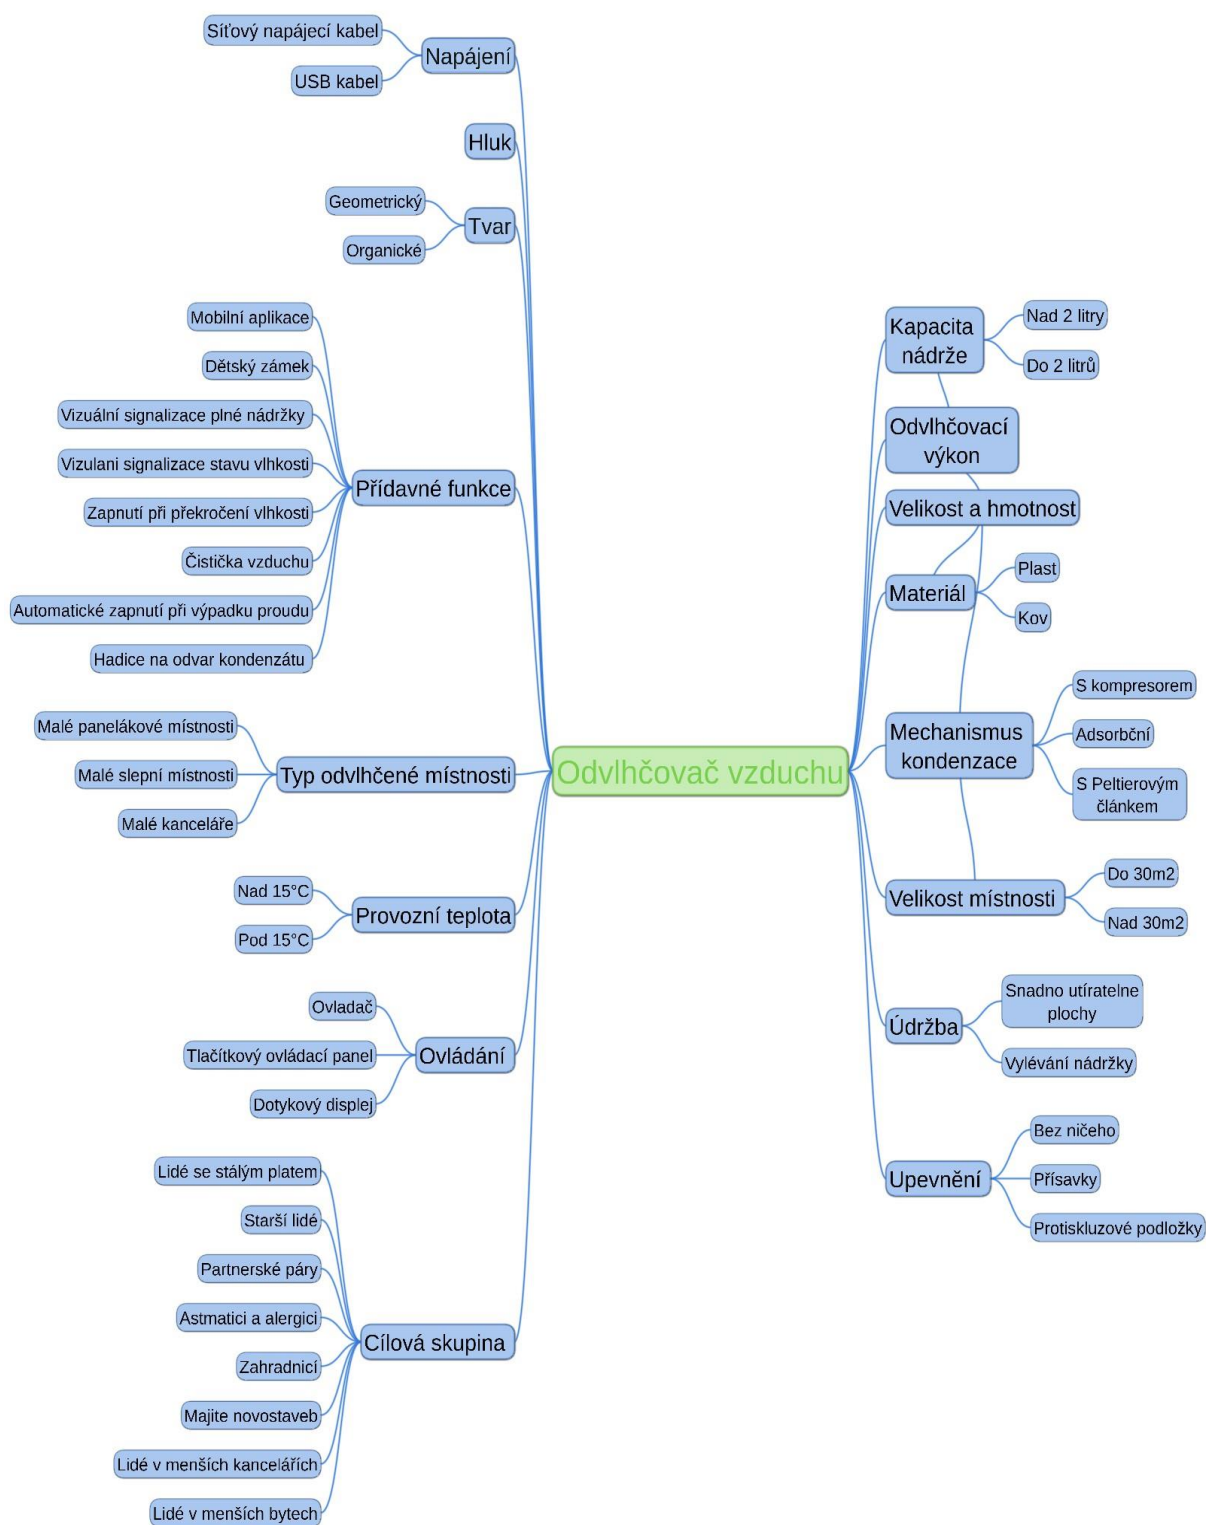 Síťový napájecí kabel
USB kabel
Napájení
Hluk
Geometrický
Organické
Tvar
Mobilní aplikace
Dětský zámek
Vizuální signalizace plné nádržky
Vizulani signalizace stavu vlhkosti
Zapnutí při překročení vlhkosti
Čistička vzduchu
Automatické zapnutí při výpadku proudu
Hadice na odvar kondenzátu
Přídavné funkce
Malé panelákové místnosti
Malé slepní místnosti
Malé kanceláře
Typ odvlhčené místnosti
Nad 15°C
Pod 15°C
Provozní teplota
Ovladač
Tlačítkový ovládací panel
Dotykový displej
Ovládání
Lidé se stálým platem
Starší lidé
Partnerské páry
Astmatici a alergici
Zahradnicí
Majite novostaveb
Lidé v menších kancelářích
Lidé v menších bytech
Cílová skupina
Odvlhčovač vzduchu
Kapacita
nádrže
Nad 2 litry
Do 2 litrů
Odvlhčovací
výkon
Velikost a hmotnost
Materiál
Plast
Kov
Mechanismus
kondenzace
S kompresorem
Adsorbční
S Peltierovým
článkem
Velikost místnosti
Do 30m2
Nad 30m2
Údržba
Snadno utíratelne
plochy
Vylévání nádržky
Upevnění
Bez ničeho
Přísavky
Protiskluzové podložky